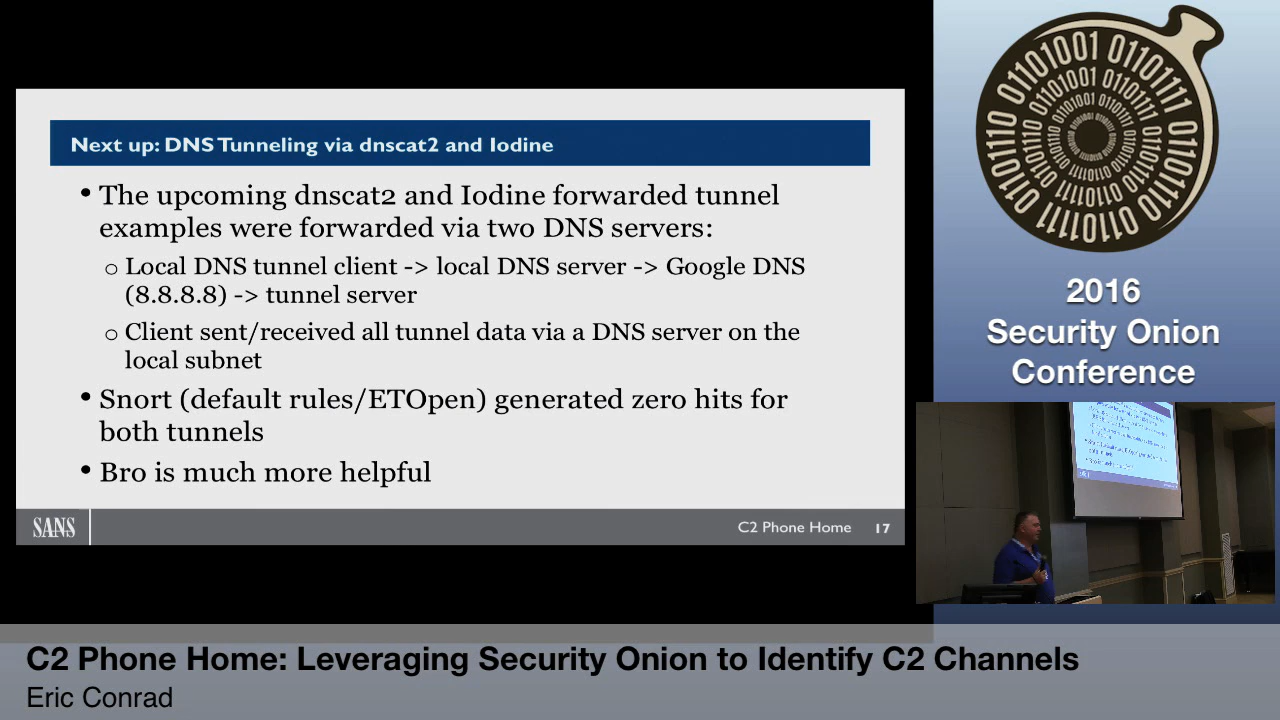 Next up: DNS Tunneling via dnscat2 and Iodine
• The upcoming dnscat2 and Iodine forwarded tunnel
examples were forwarded via two DNS servers:
o Local DNS tunnel client -> local DNS server -> Google DNS
(8.8.8.8) -> tunnel server
o Client sent/received all tunnel data via a DNS server on the
local subnet
• Snort (default rules/ETOpen) generated zero hits for
both tunnels
• Bro is much more helpful
SANS
C2 Phone Home 17
2016
Security Onion
Conference
C2 Phone Home: Leveraging Security Onion to Identify C2 Channels
Eric Conrad